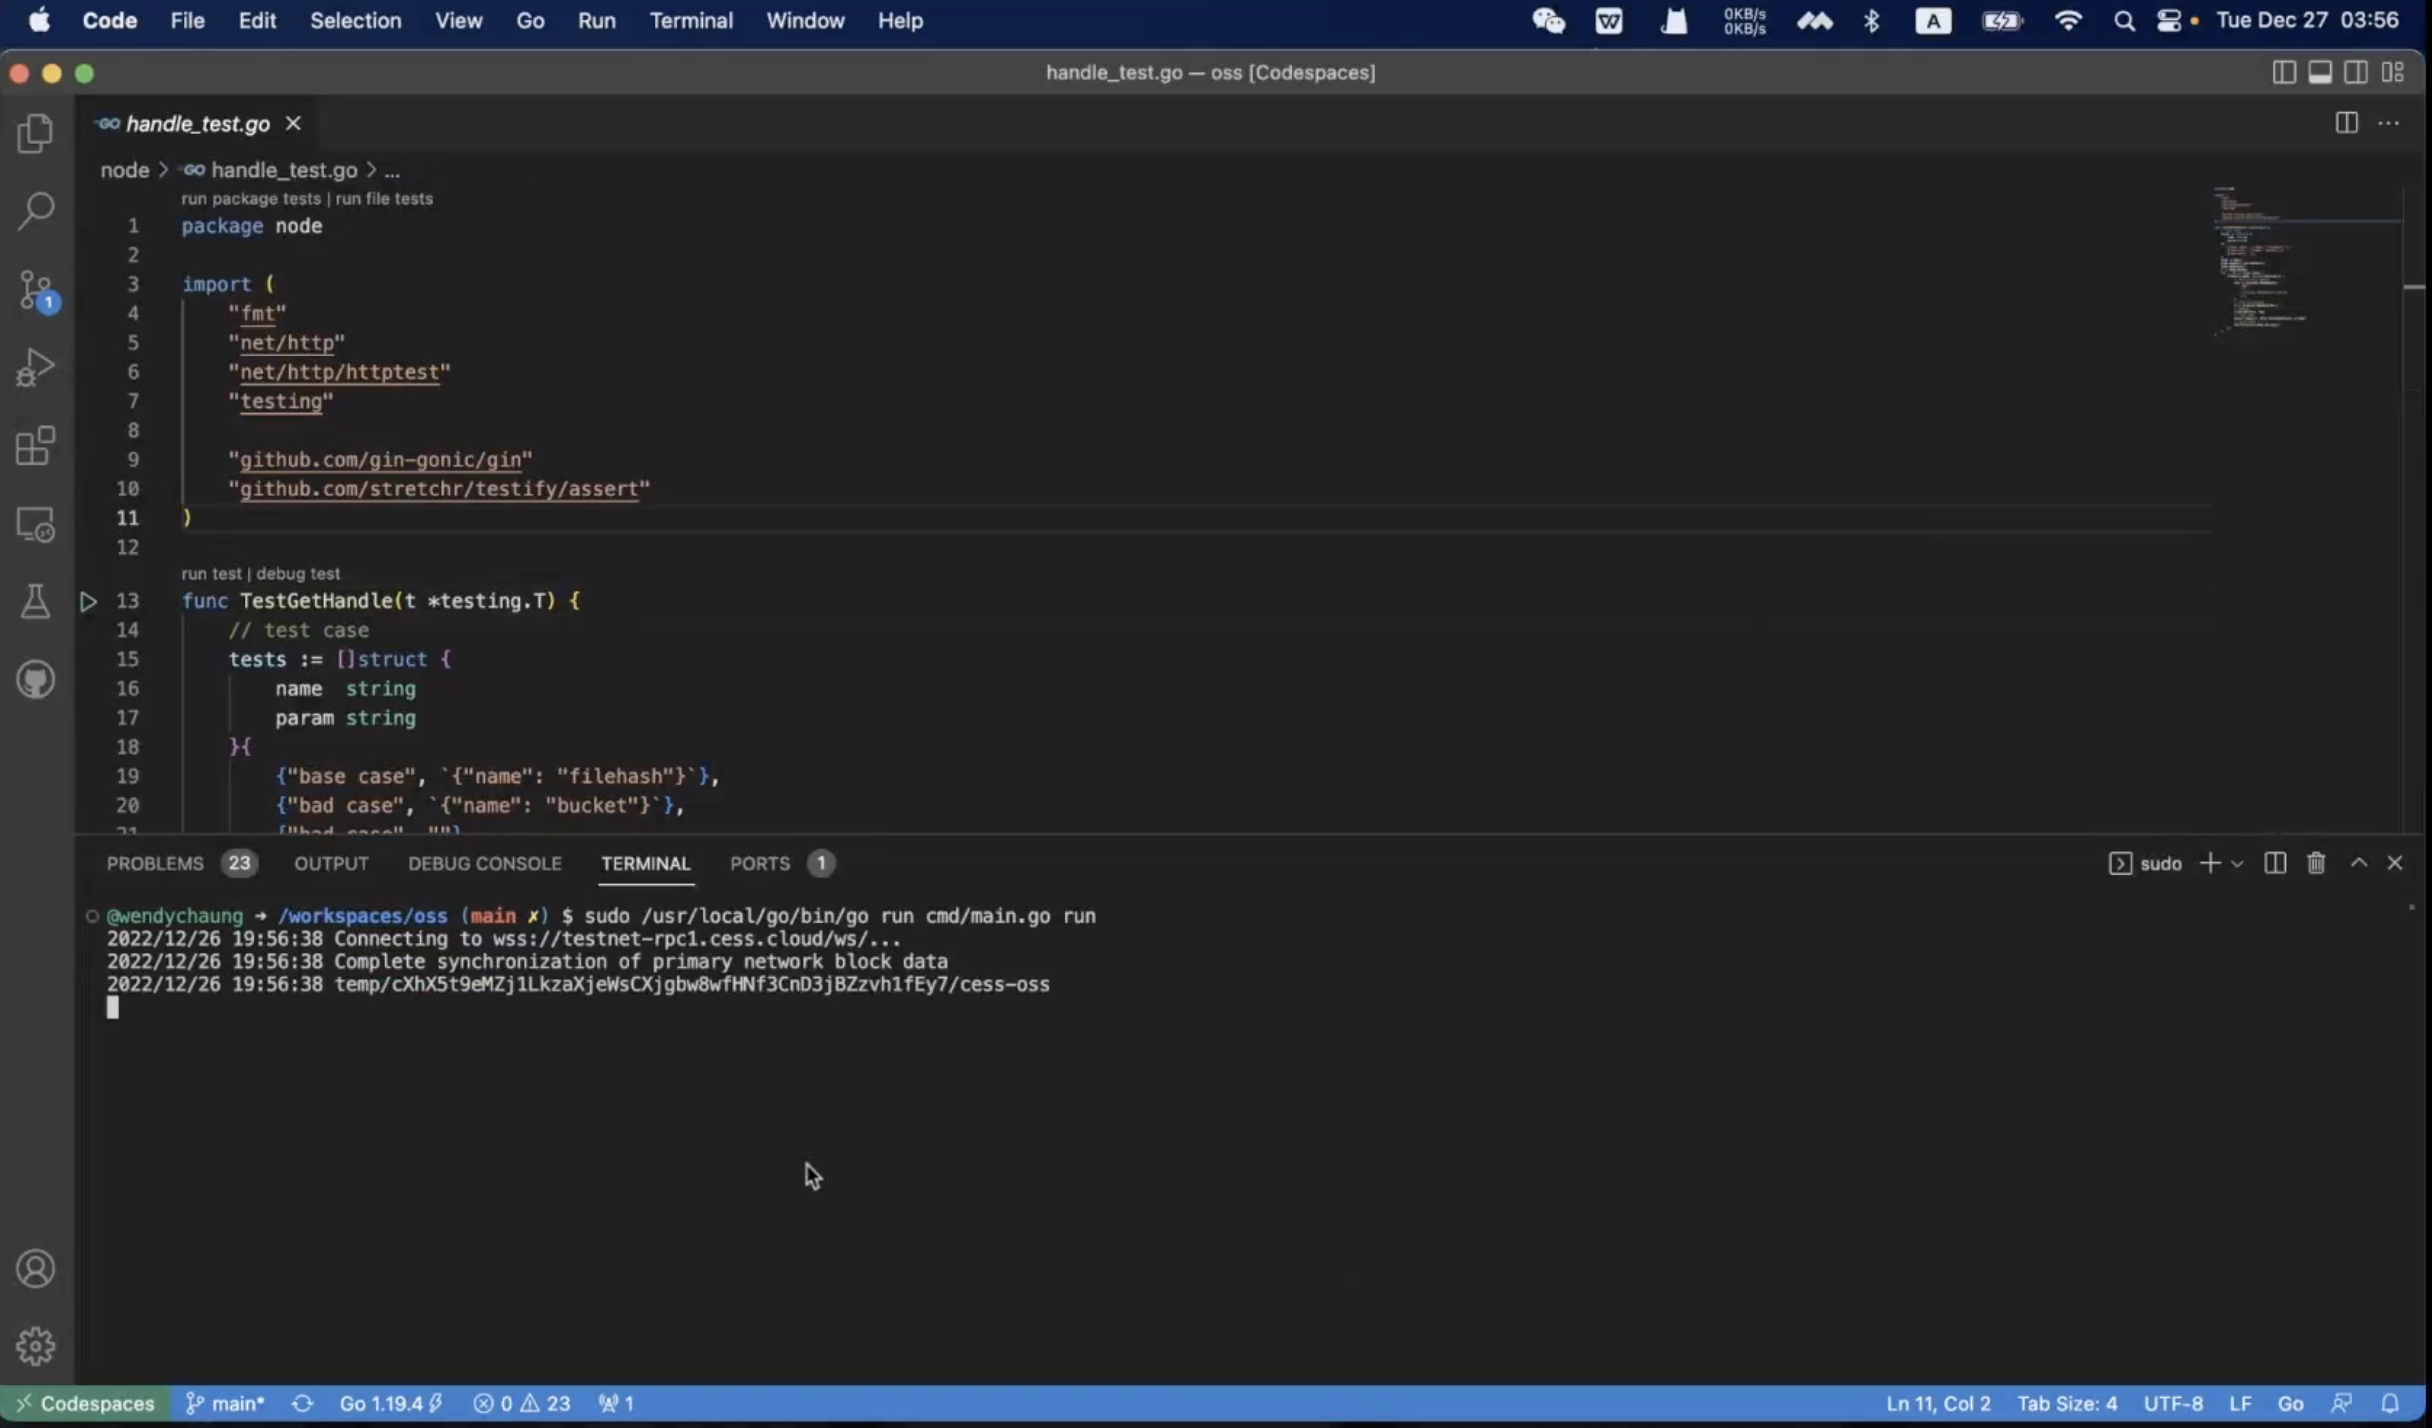 Code File Edit Selection View Go Run Terminal Window Help 0KB/s A Tue Dec 27 03:56
0KB/s
handle_test.go — oss [Codespaces]
handle_test.go
node > handle_test.go > ...
run package tests | run file tests
1 package node
2
3 import (
4 "fmt"
5 "net/http"
6 "net/http/httptest"
7 "testing"
8
9 "github.com/gin-gonic/gin"
10 "github.com/stretchr/testify/assert"
11 )
12
run test | debug test
13 func TestGetHandle(t *testing.T) {
14 // test case
15 tests := []struct {
16 name string
17 param string
18 }{
19 {"base case", `{"name": "filehash"}`},
20 {"bad case", `{"name": "bucket"}`},
21 {"bad case", ""}
PROBLEMS 23 OUTPUT DEBUG CONSOLE TERMINAL PORTS 1 sudo
@wendychaung → /workspaces/oss (main ✗) $ sudo /usr/local/go/bin/go run cmd/main.go run
2022/12/26 19:56:38 Connecting to wss://testnet-rpc1.cess.cloud/ws/...
2022/12/26 19:56:38 Complete synchronization of primary network block data
2022/12/26 19:56:38 temp/cXhX5t9eMZj1LkzaXjeWsCXjgbw8wfHNf3CnD3jBZzvh1fEy7/cess-oss
1
Codespaces main* Go 1.19.4 0 23 1 Ln 11, Col 2 Tab Size: 4 UTF-8 LF Go